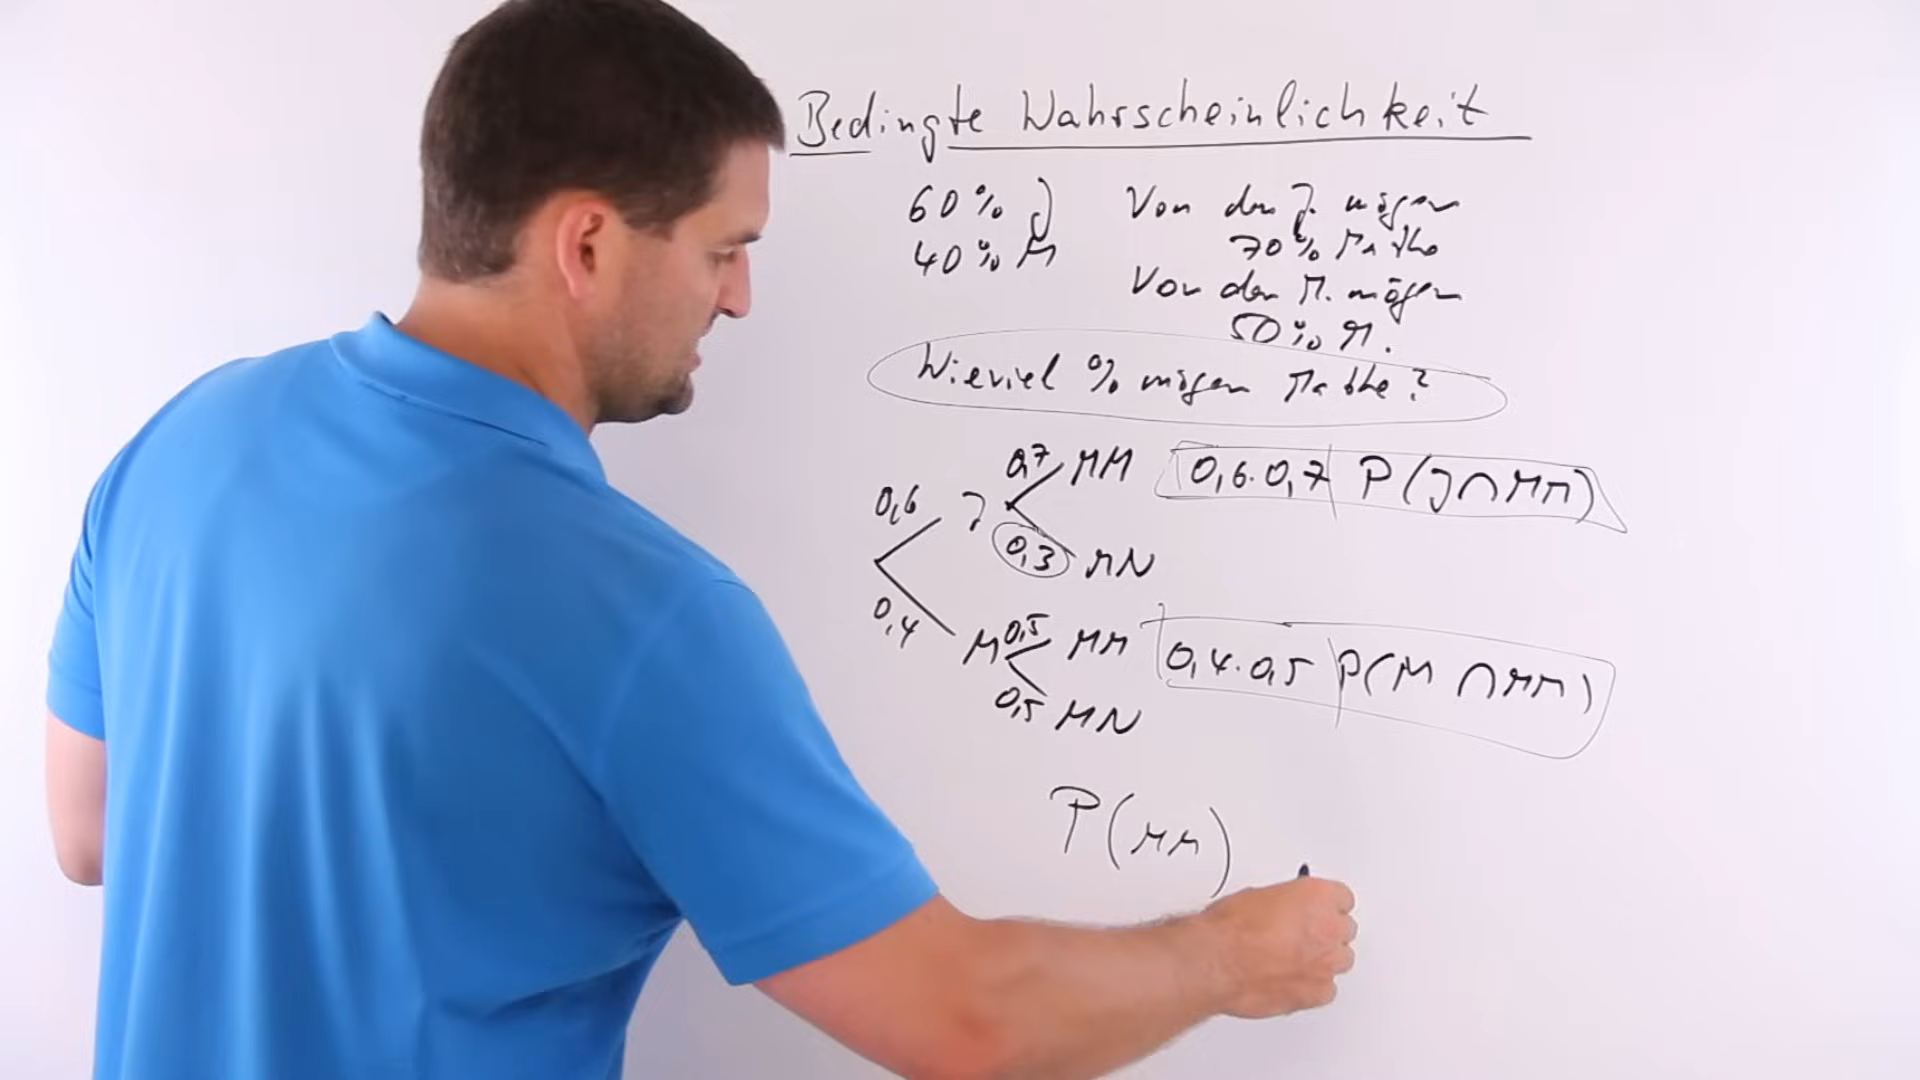 Bedingte Wahrscheinlichkeit
60% J
40% M
Von den J. mögen
70% Mathe
Von den M. mögen
50% M.
Wieviel % mögen Mathe?
0,6 J 0,7 MM 0,6·0,7 P(J∩MM)
0,3 MN
0,4 M 0,5 MM 0,4·0,5 P(M∩MM)
0,5 MN
P(MM)